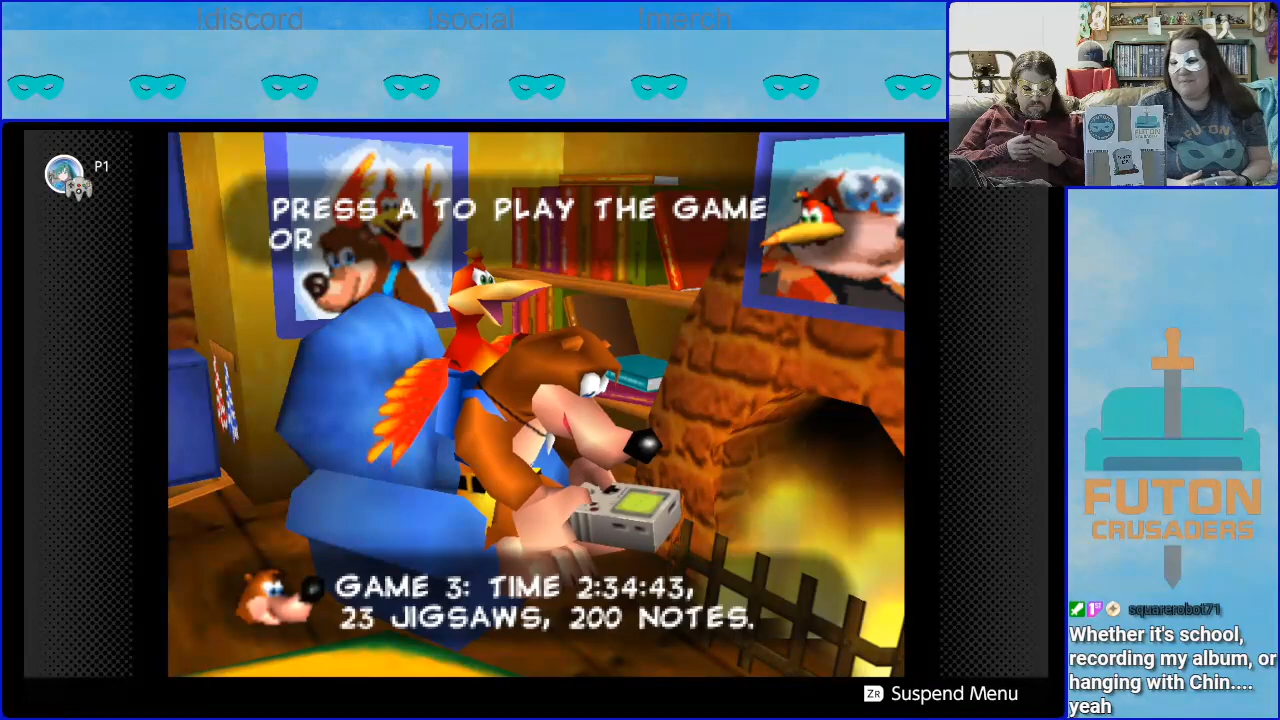 !discord !social !merch
P1
PRESS A TO PLAY THE GAME
OR
GAME 3: TIME 2:34:43,
23 JIGSAWS, 200 NOTES.
ZR Suspend Menu
FUTON
CRUSADERS
squarerobot71
Whether it's school,
recording my album, or
hanging with Chin....
yeah